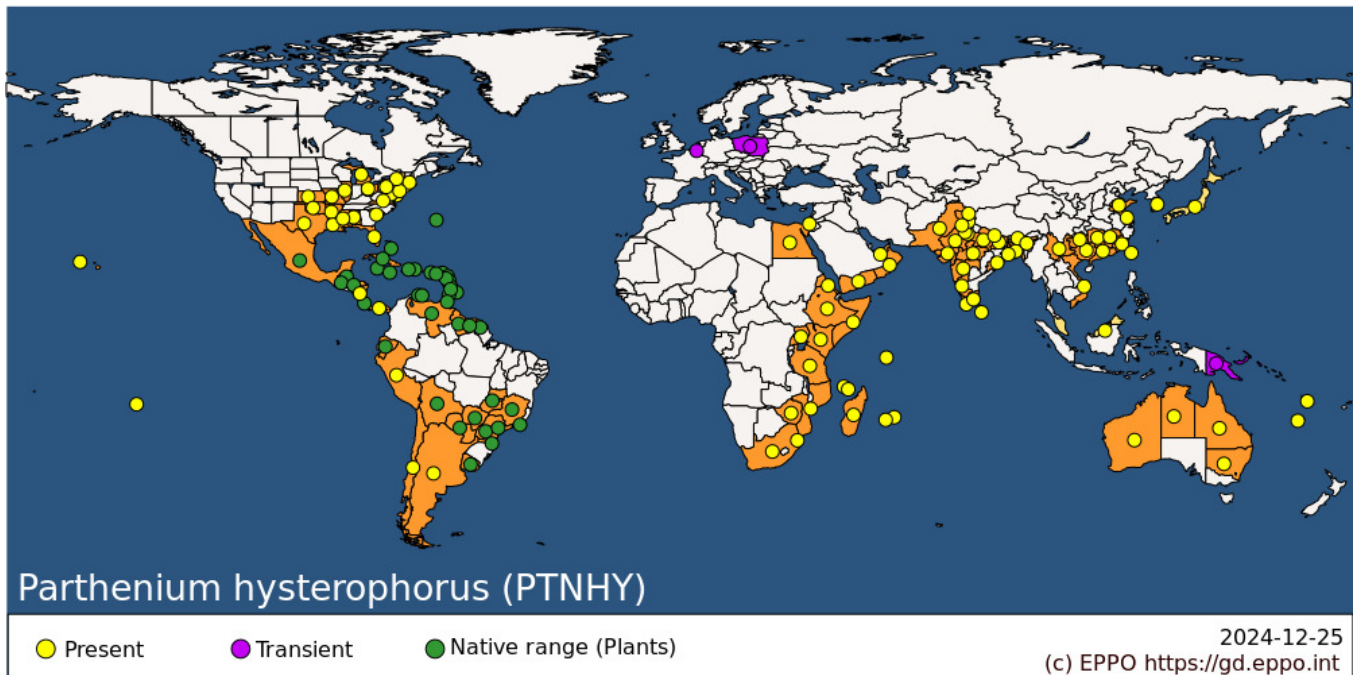 Parthenium hysterophorus (PTNHY)
Present
Transient
Native range (Plants)
2024-12-25
(c) EPPO https://gd.eppo.int